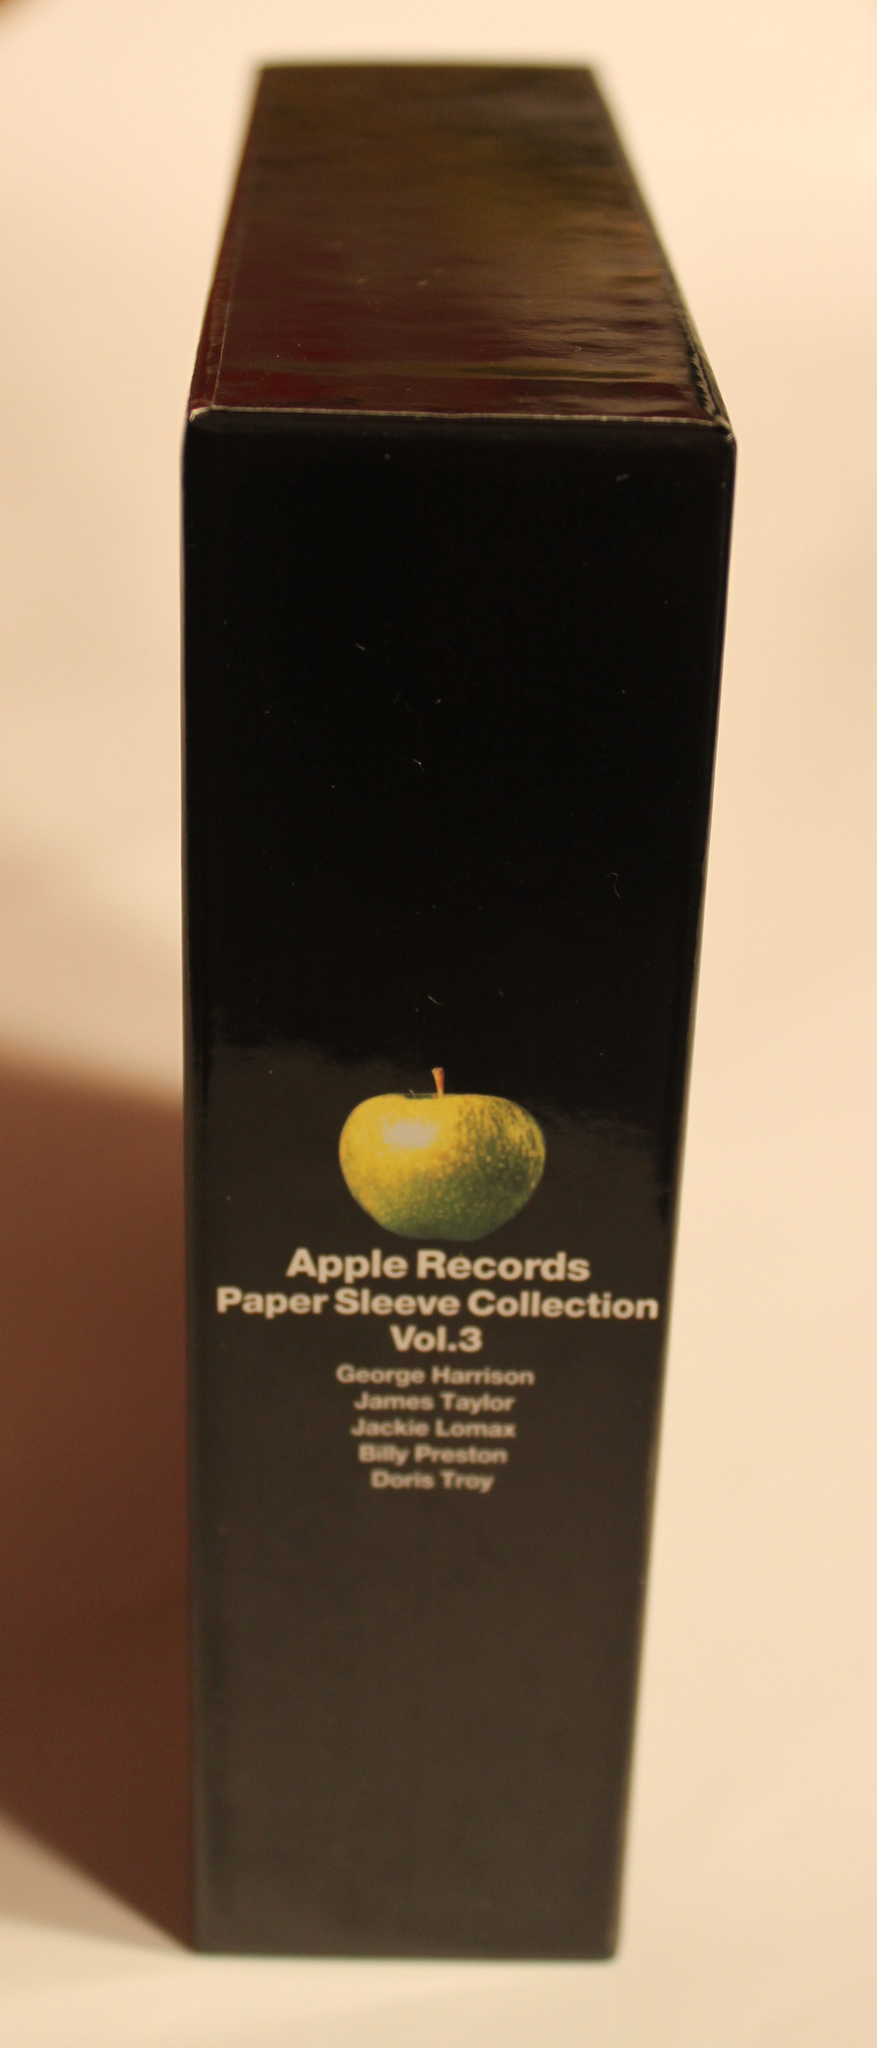 Apple Records
Paper Sleeve Collection
Vol.3
George Harrison
James Taylor
Jackie Lomax
Billy Preston
Doris Troy